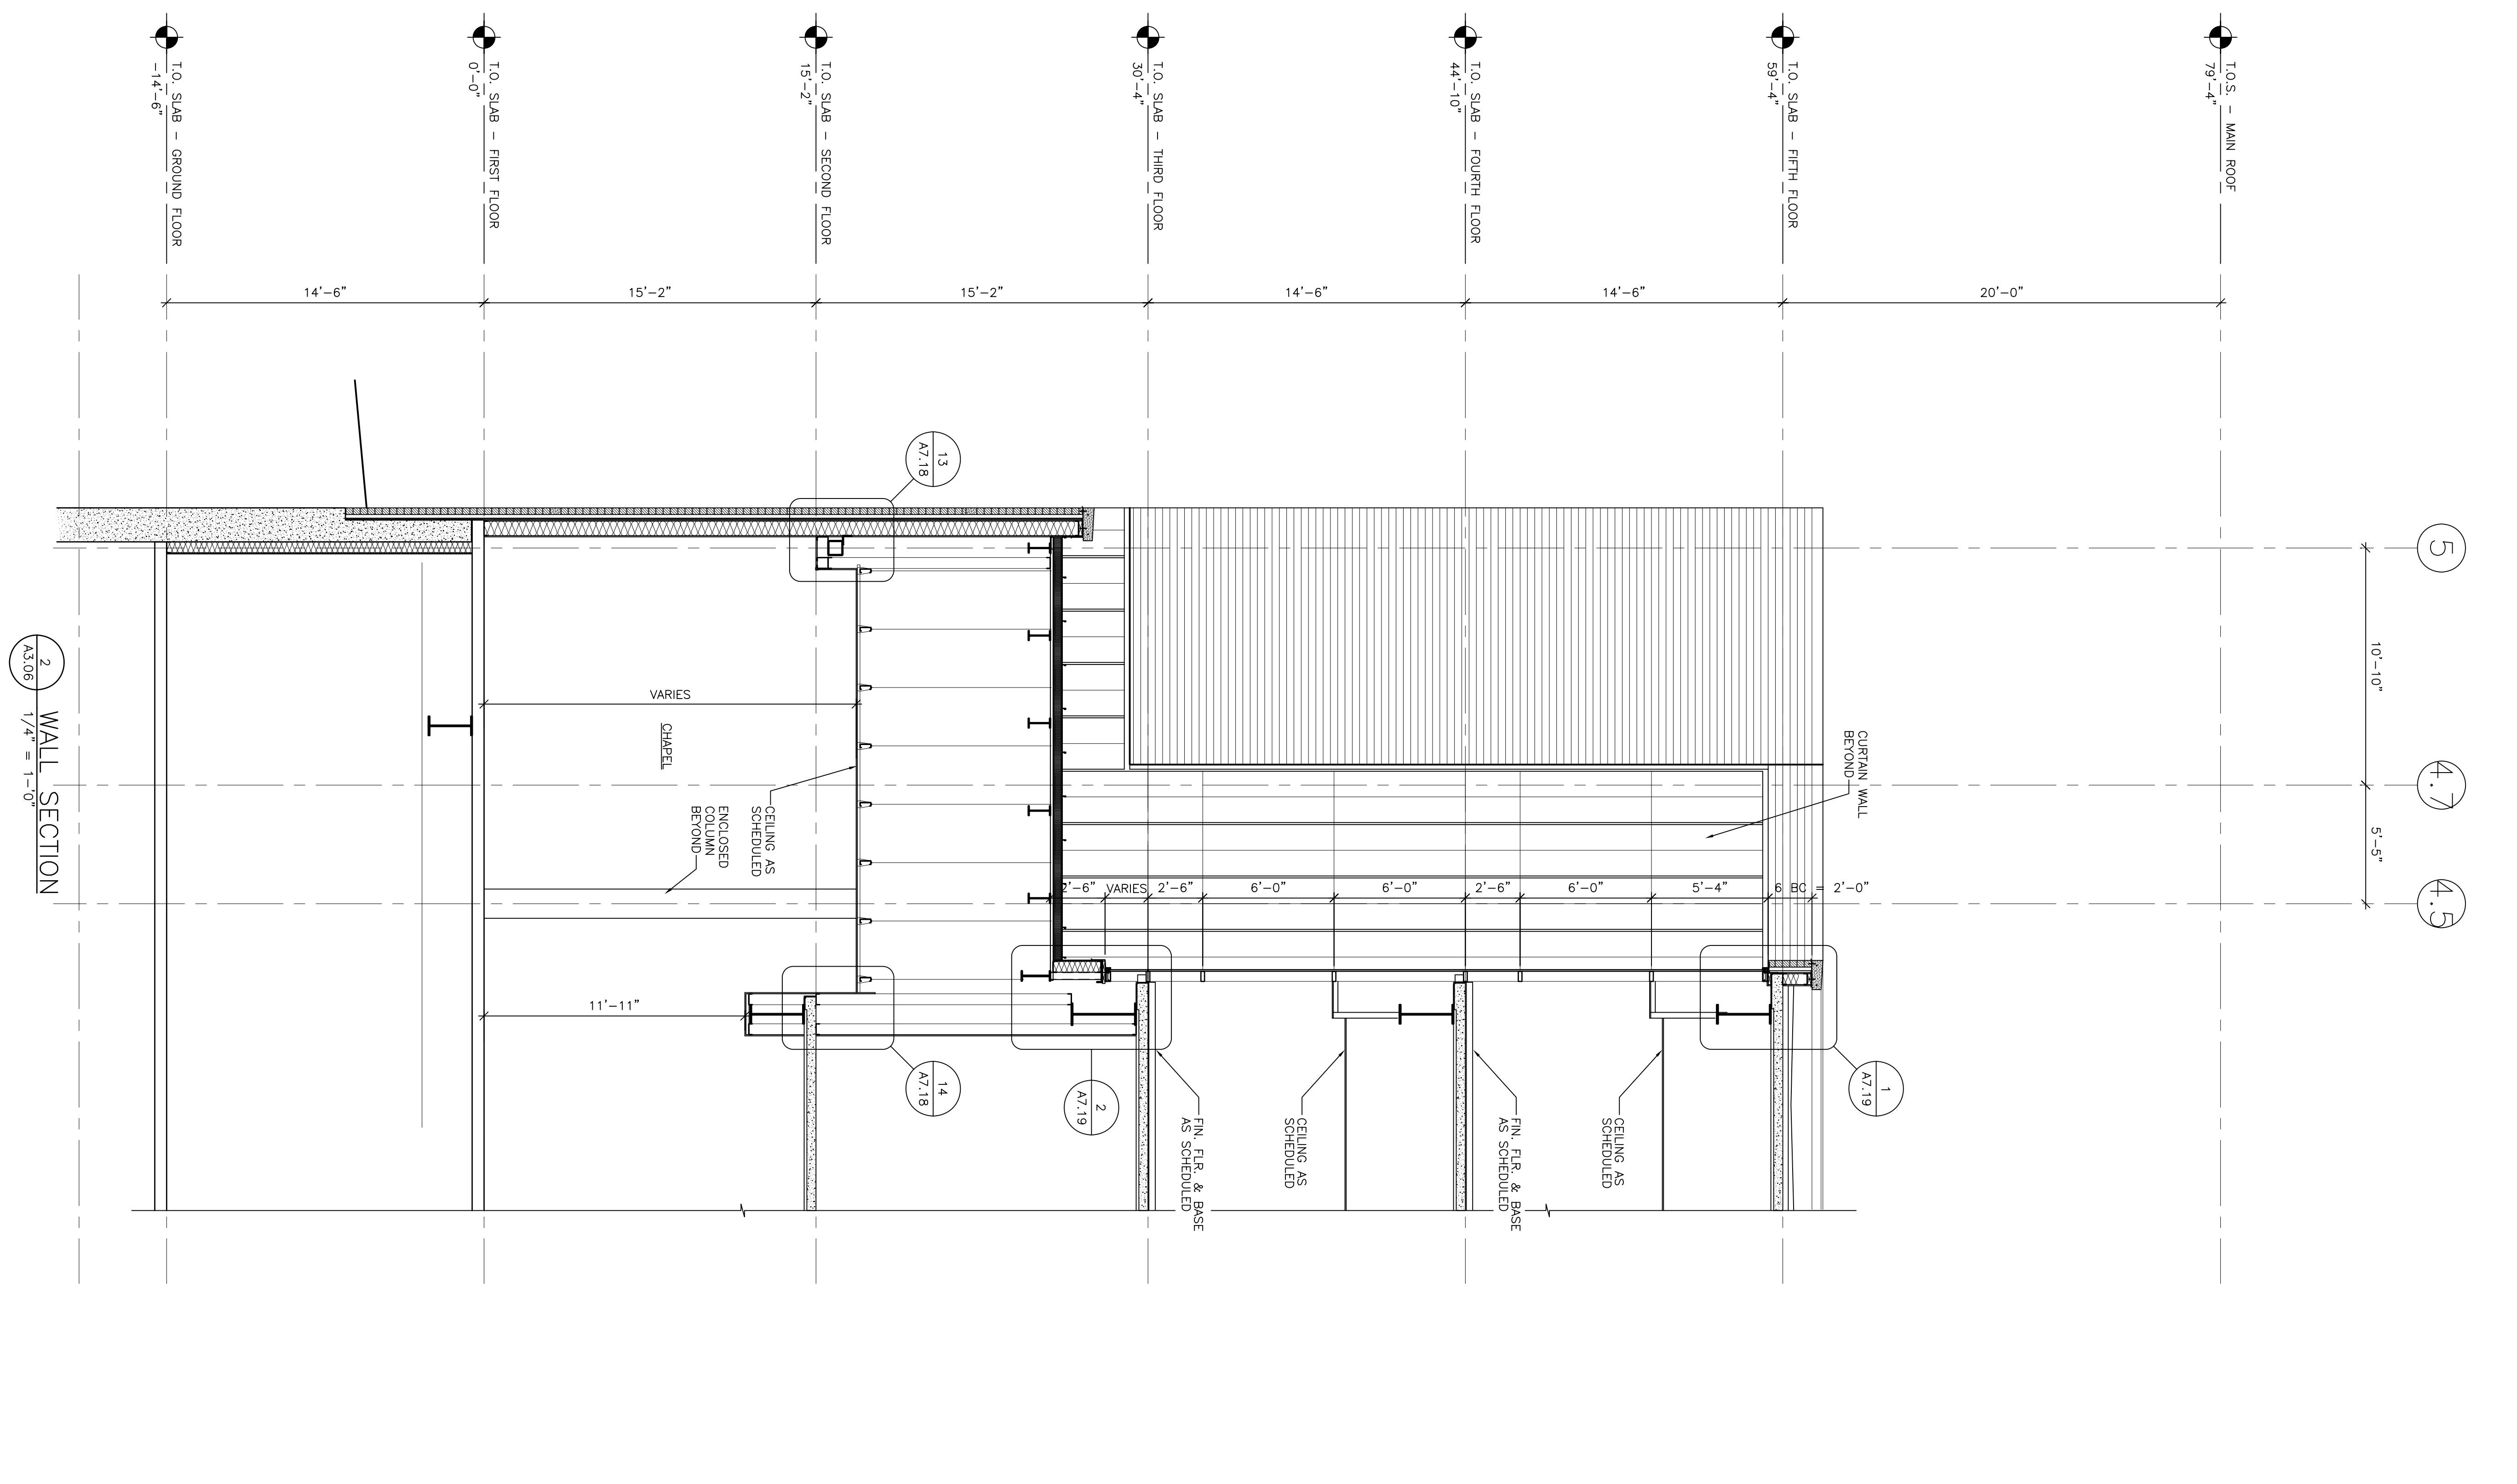 5
4.7
4.5
10'-10"
5'-5"
T.O.S. - MAIN ROOF
79'-4"
T.O. SLAB - FIFTH FLOOR
59'-4"
T.O. SLAB - FOURTH FLOOR
44'-10"
T.O. SLAB - THIRD FLOOR
30'-4"
T.O. SLAB - SECOND FLOOR
15'-2"
T.O. SLAB - FIRST FLOOR
0'-0"
T.O. SLAB - GROUND FLOOR
-14'-6"
20'-0"
14'-6"
14'-6"
15'-2"
15'-2"
14'-6"
CURTAIN WALL
BEYOND
6 BC = 2'-0"
5'-4"
6'-0"
2'-6"
6'-0"
6'-0"
2'-6"
VARIES
2'-6"
1
A7.19
CEILING AS
SCHEDULED
FIN. FLR. & BASE
AS SCHEDULED
CEILING AS
SCHEDULED
FIN. FLR. & BASE
AS SCHEDULED
2
A7.19
13
A7.18
14
A7.18
CEILING AS
SCHEDULED
ENCLOSED
COLUMN
BEYOND
VARIES
CHAPEL
11'-11"
2
A3.06
WALL SECTION
1/4" = 1-'0"